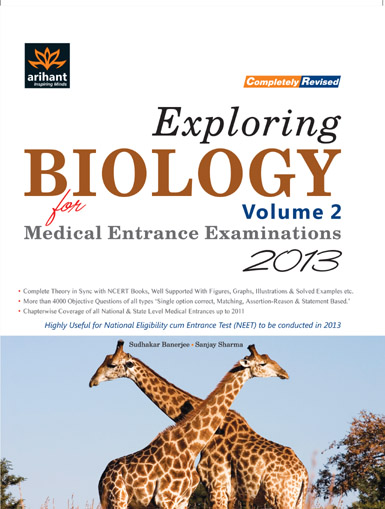 arihant
Inspiring Minds
Completely Revised
Exploring
BIOLOGY
for
Volume 2
Medical Entrance Examinations
2013
• Complete Theory in Sync with NCERT Books, Well Supported With Figures, Graphs, Illustrations & Solved Examples etc.
• More than 4000 Objective Questions of all types 'Single option correct, Matching, Assertion-Reason & Statement Based.'
• Chapterwise Coverage of all National & State Level Medical Entrances up to 2011
Highly Useful for National Eligibility cum Entrance Test (NEET) to be conducted in 2013
Sudhakar Banerjee • Sanjay Sharma